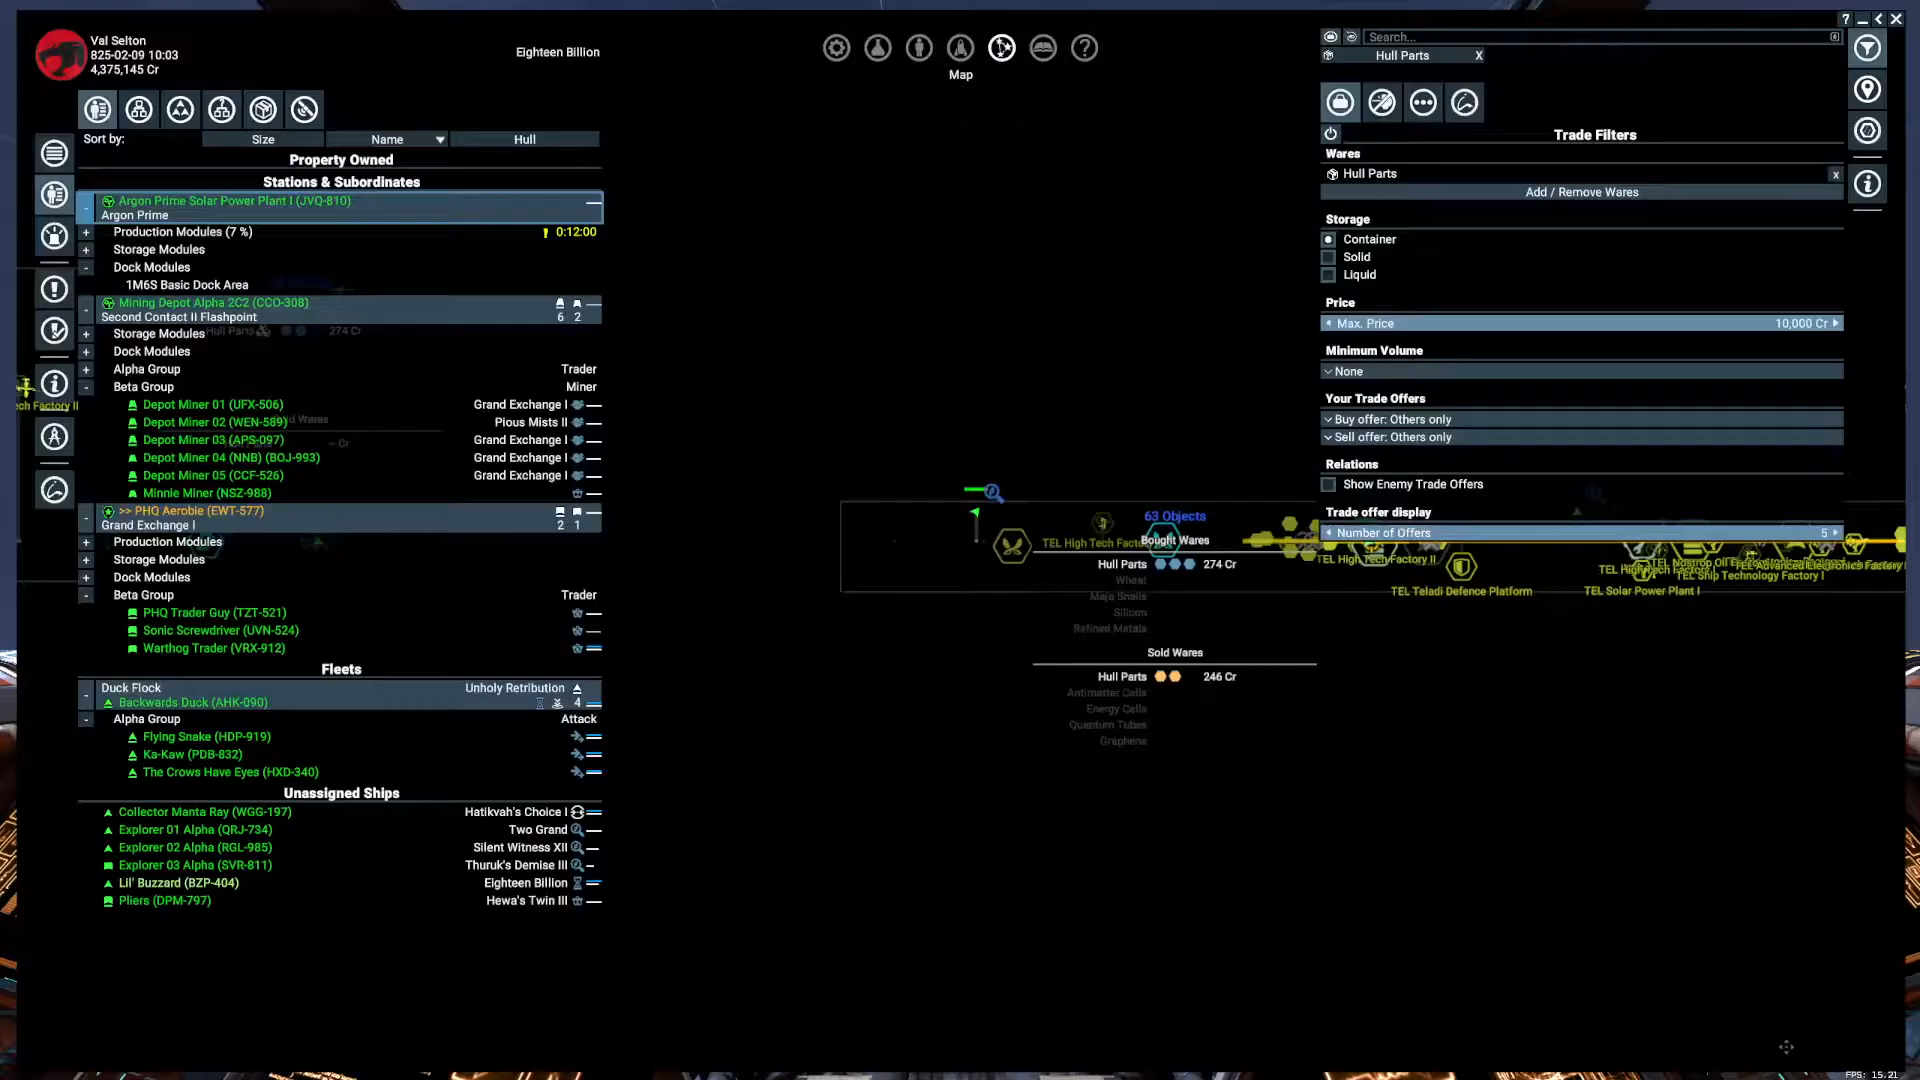 Val Selton
825-02-09 10:03
4,375,145 Cr
Eighteen Billion
Map
Sort by:
Size
Name
Hull
Property Owned
Stations & Subordinates
Argon Prime Solar Power Plant I (JVQ-810)
Argon Prime
Production Modules (7 %)
0:12:00
Storage Modules
Dock Modules
1M6S Basic Dock Area
Mining Depot Alpha 2C2 (CCO-308)
Second Contact II Flashpoint
6 2
Storage Modules
Hull Parts
274 Cr
Dock Modules
Alpha Group
Trader
Beta Group
Miner
Depot Miner 01 (UFX-506)
Grand Exchange I
Depot Miner 02 (WEN-589)
Pious Mists II
Depot Miner 03 (APS-097)
Grand Exchange I
Depot Miner 04 (NNB) (BOJ-993)
Grand Exchange I
Depot Miner 05 (CCF-526)
Grand Exchange I
Minnie Miner (NSZ-988)
>> PHQ Aerobie (EWT-577)
Grand Exchange I
2 1
Production Modules
Storage Modules
Dock Modules
Beta Group
Trader
PHQ Trader Guy (TZT-521)
Sonic Screwdriver (UVN-524)
Warthog Trader (VRX-912)
Fleets
Duck Flock
Unholy Retribution
Backwards Duck (AHK-090)
4
Alpha Group
Attack
Flying Snake (HDP-919)
Ka-Kaw (PDB-832)
The Crows Have Eyes (HXD-340)
Unassigned Ships
Collector Manta Ray (WGG-197)
Hatikvah's Choice I
Explorer 01 Alpha (QRJ-734)
Two Grand
Explorer 02 Alpha (RGL-985)
Silent Witness XII
Explorer 03 Alpha (SVR-811)
Thuruk's Demise III
Lil' Buzzard (BZP-404)
Eighteen Billion
Pliers (DPM-797)
Hewa's Twin III
63 Objects
TEL High Tech Facto
Bought Wares
Hull Parts
274 Cr
Wheat
Maja Snails
Silicon
Refined Metals
Sold Wares
Hull Parts
246 Cr
Antimatter Cells
Energy Cells
Quantum Tubes
Graphene
TEL High Tech Factory II
TEL Teladi Defence Platform
TEL Ship Technology Factory I
TEL Solar Power Plant I
Search...
Hull Parts
X
Trade Filters
Wares
Hull Parts
x
Add / Remove Wares
Storage
Container
Solid
Liquid
Price
Max. Price
10,000 Cr
Minimum Volume
None
Your Trade Offers
Buy offer: Others only
Sell offer: Others only
Relations
Show Enemy Trade Offers
Trade offer display
Number of Offers
5
FPS: 15.21